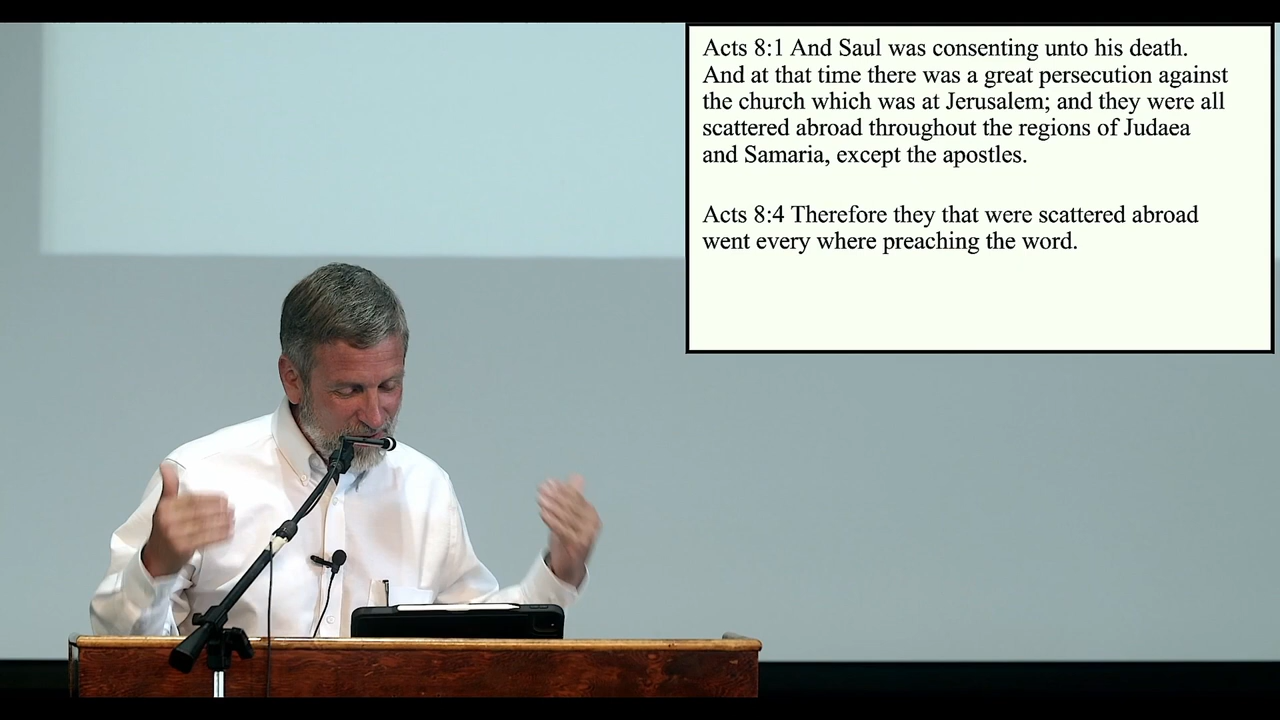 Acts 8:1 And Saul was consenting unto his death.
And at that time there was a great persecution against
the church which was at Jerusalem; and they were all
scattered abroad throughout the regions of Judaea
and Samaria, except the apostles.
Acts 8:4 Therefore they that were scattered abroad
went every where preaching the word.